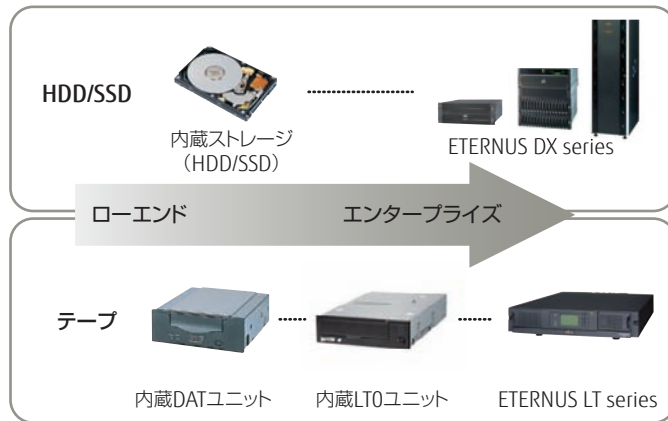 HDD/SSD
内蔵ストレージ
（HDD/SSD）
ETERNUS DX series
ローエンド
エンタープライズ
テープ
内蔵DATユニット
内蔵LTOユニット
ETERNUS LT series